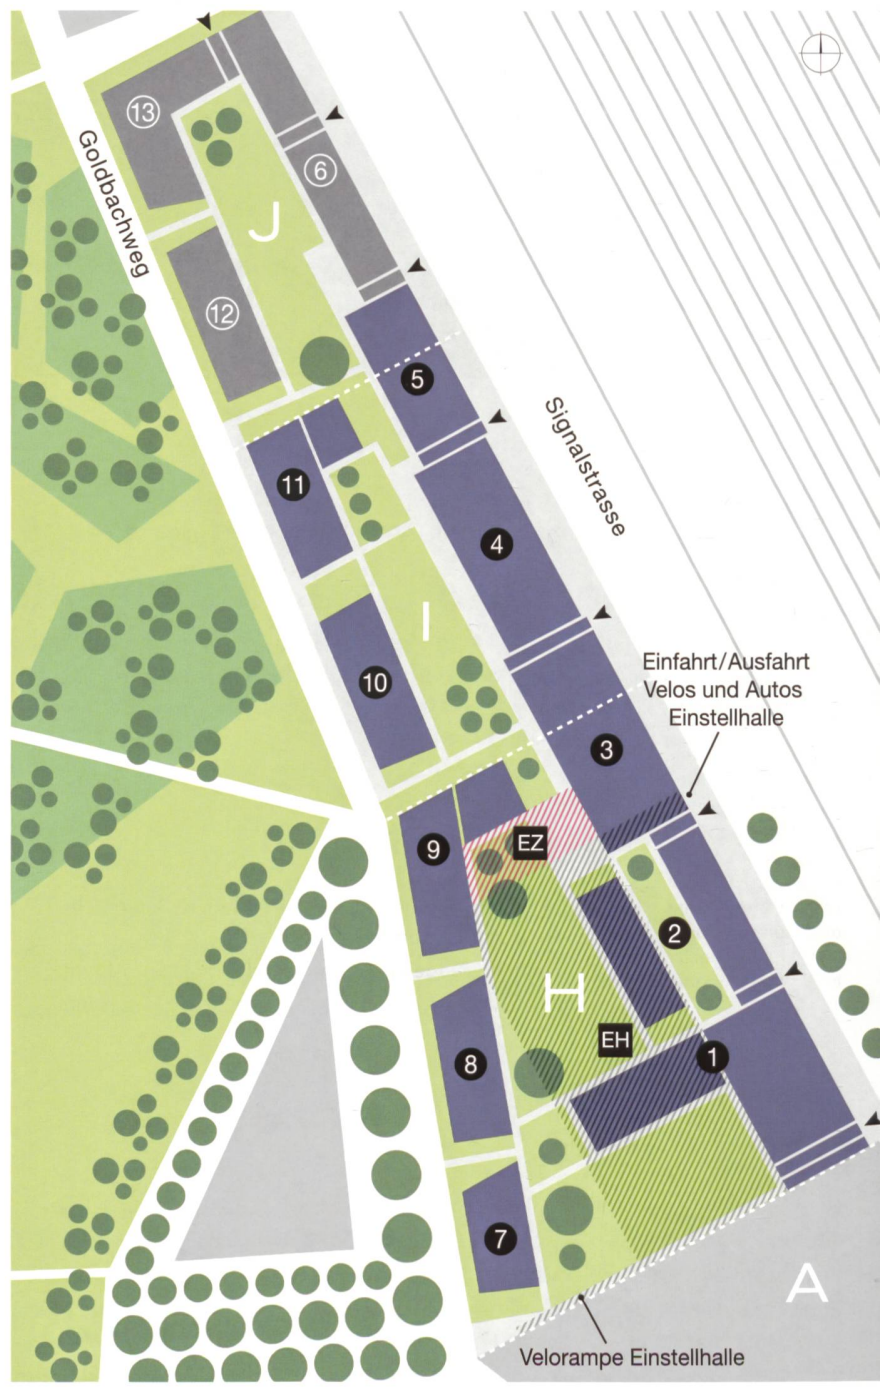 13
6
Goldbachweg
J
12
5
Signalstrasse
11
4
I
10
Einfahrt/Ausfahrt
Velos und Autos
Einstellhalle
3
9
EZ
2
H
EH
1
8
7
A
Velorampe Einstellhalle